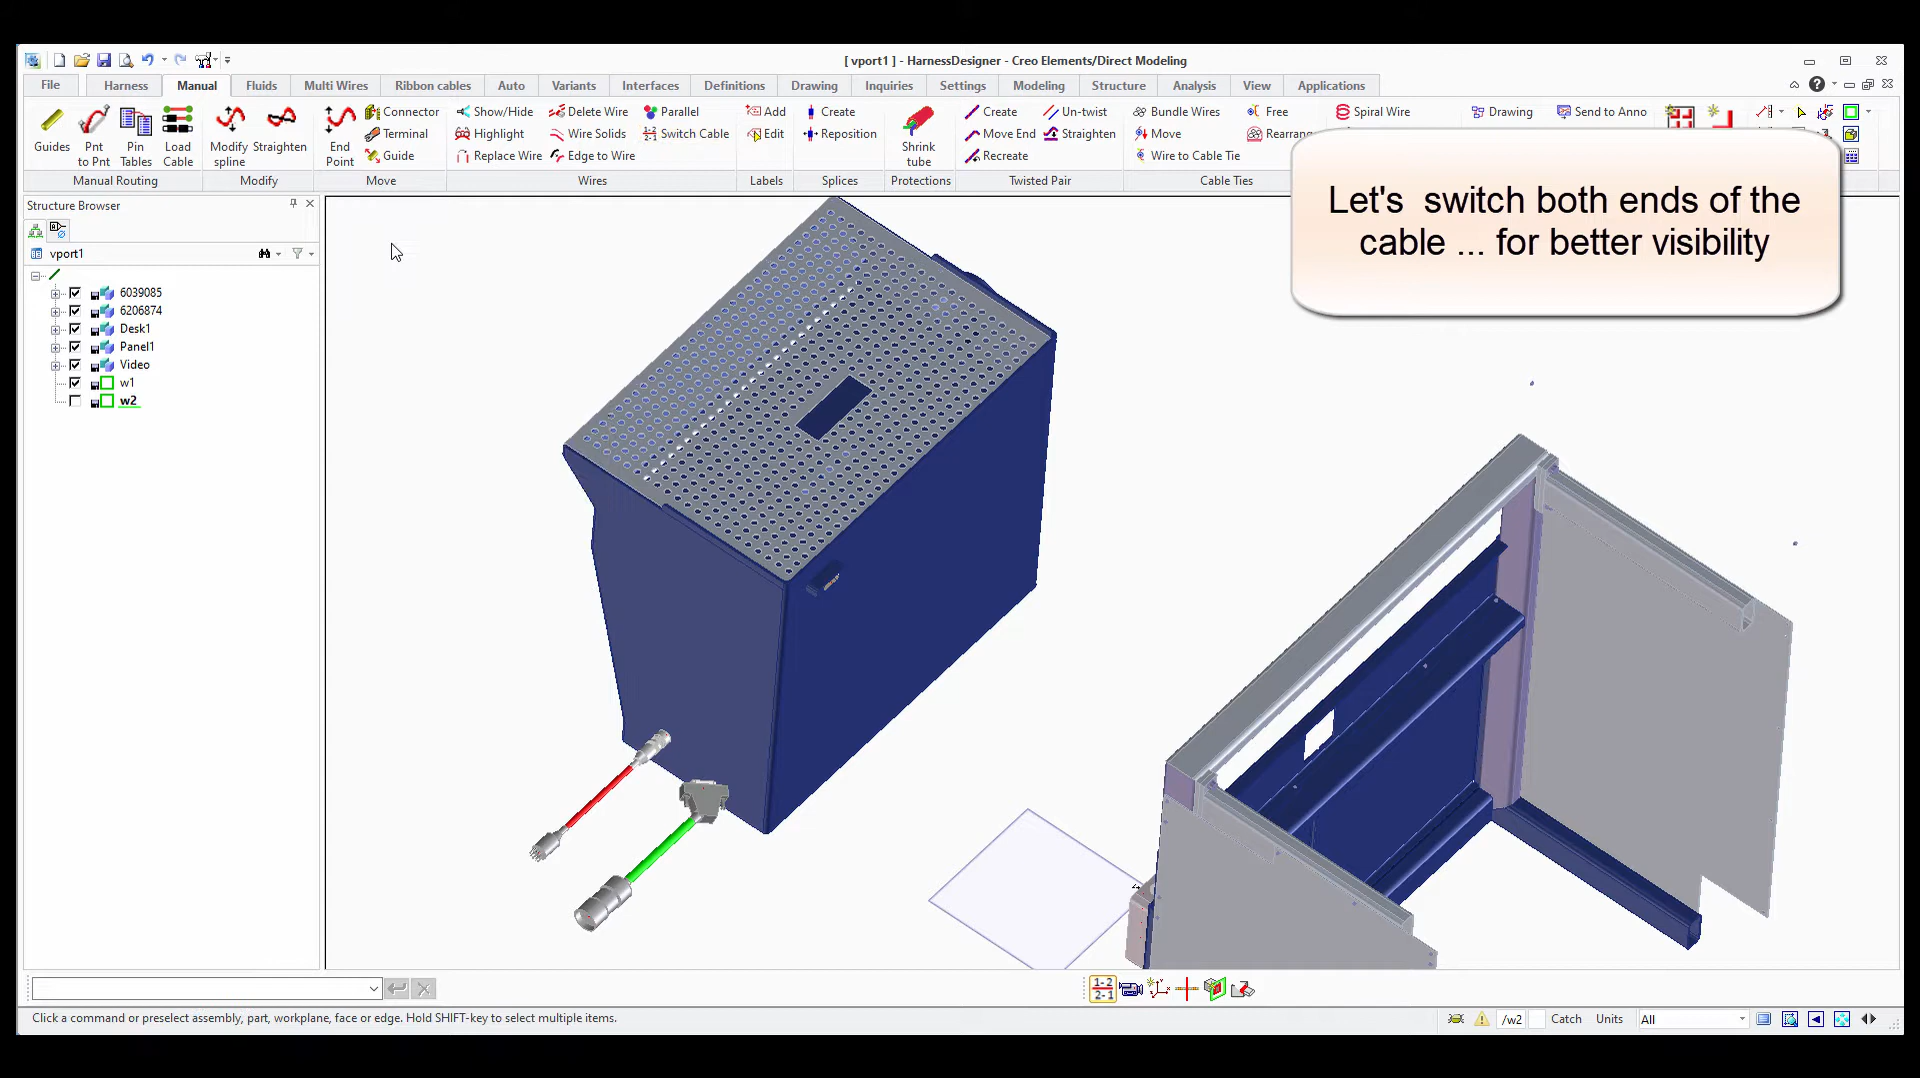 [ vport1 ] - HarnessDesigner - Creo Elements/Direct Modeling
File Harness Manual Fluids Multi Wires Ribbon cables Auto Variants Interfaces Definitions Drawing Inquiries Settings Modeling Structure Analysis View Applications
Guides
Pnt to Pnt
Pin Tables
Load Cable
Manual Routing
Modify spline
Straighten
Modify
End Point
Connector
Terminal
Guide
Move
Show/Hide Delete Wire Parallel
Highlight Wire Solids Switch Cable
Replace Wire Edge to Wire
Wires
Add
Edit
Labels
Create
Reposition
Splices
Shrink tube
Protections
Create Un-twist
Move End Straighten
Recreate
Twisted Pair
Bundle Wires Free
Move Rearran
Wire to Cable Tie
Cable Ties
Spiral Wire
Drawing
Send to Anno
Let's switch both ends of the
cable ... for better visibility
Structure Browser
vport1
6039085
6206874
Desk1
Panel1
Video
w1
w2
1-2
2-1
Click a command or preselect assembly, part, workplane, face or edge. Hold SHIFT-key to select multiple items.
/w2 Catch Units All